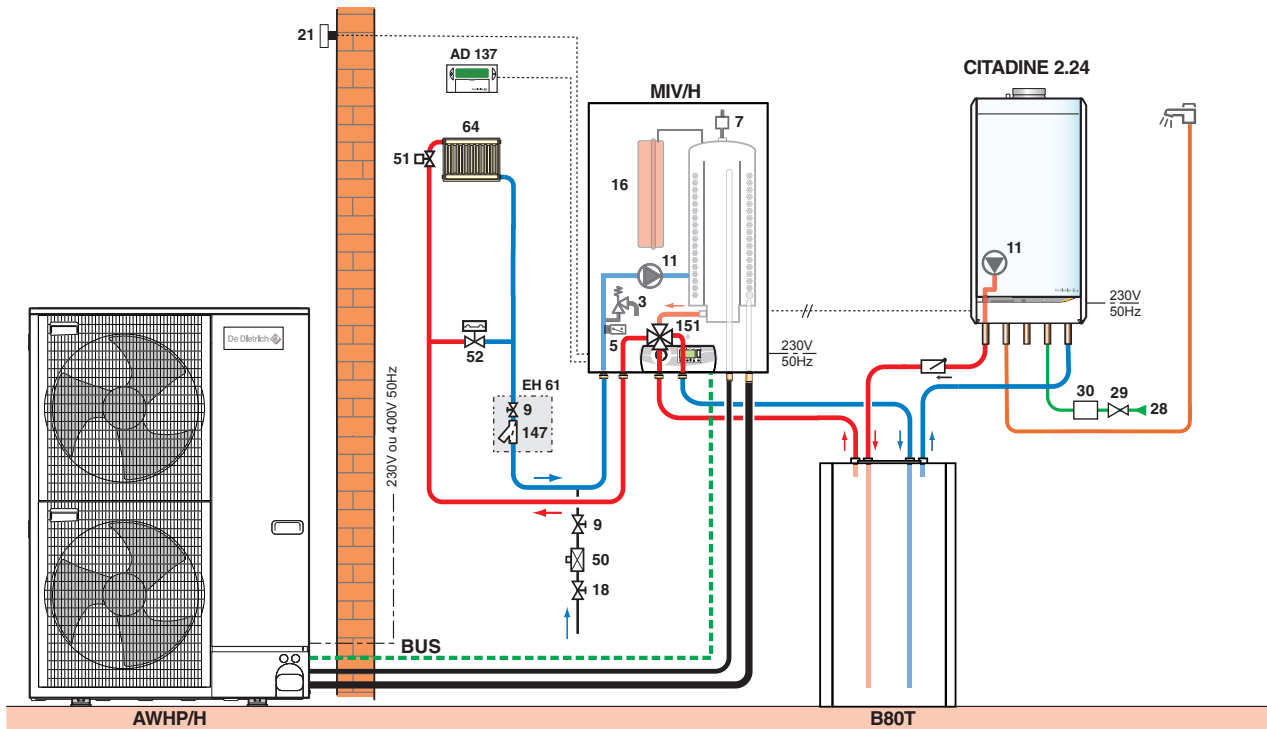 21
AD 137
CITADINE 2.24
MIV/H
64
7
51
16
11
11
3
5
151
230V
50Hz
230V
50Hz
De Dietrich
52
EH 61
9
147
30
29
28
230V ou 400V 50Hz
9
50
18
BUS
AWHP/H
B80T